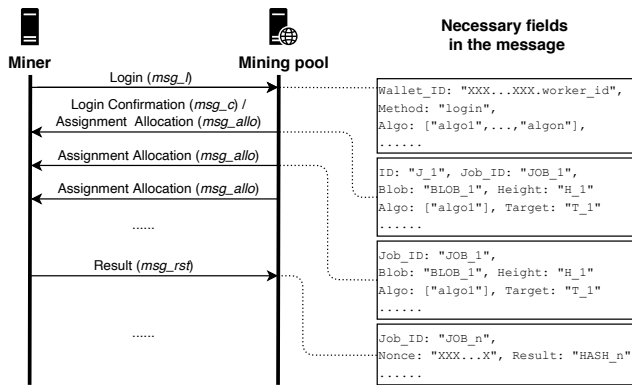 Necessary fields
in the message
Miner
Mining pool
Login (msg_l)
Wallet_ID: "XXX...XXX.worker_id",
Method: "login",
Algo: ["algo1",...,"algon"],
......
Login Confirmation (msg_c) /
Assignment Allocation (msg_allo)
Assignment Allocation (msg_allo)
Assignment Allocation (msg_allo)
......
ID: "J_1", Job_ID: "JOB_1",
Blob: "BLOB_1", Height: "H_1"
Algo: ["algo1"], Target: "T_1"
......
Result (msg_rst)
......
Job_ID: "JOB_1",
Blob: "BLOB_1", Height: "H_1"
Algo: ["algo1"], Target: "T_1"
......
Job_ID: "JOB_n",
Nonce: "XXX...X", Result: "HASH_n"
......